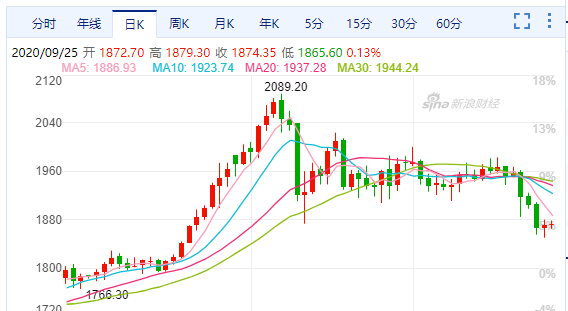 分时 年线 日K 周K 月K 年K 5分 15分 30分 60分
2020/09/25 开 1872.70 高 1879.30 收 1874.35 低 1865.60 0.13%
MA5: 1886.93 MA10: 1923.74 MA20: 1937.28 MA30: 1944.24
2120 18%
2089.20
sina 新浪财经
2040 13%
1960 9%
1880
1800 0%
1766.30
1720 -4%